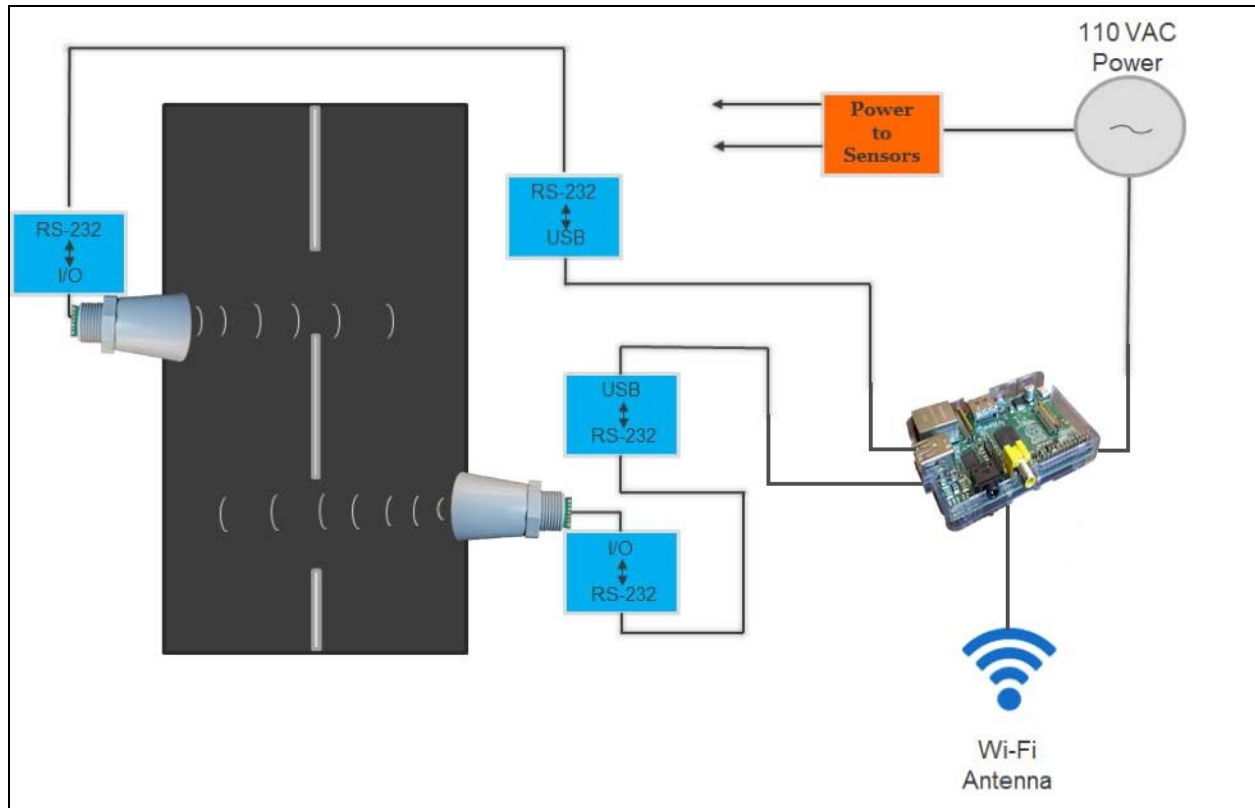 110 VAC
Power
Power
to
Sensors
RS-232
USB
RS-232
I/O
USB
RS-232
I/O
RS-232
Wi-Fi
Antenna